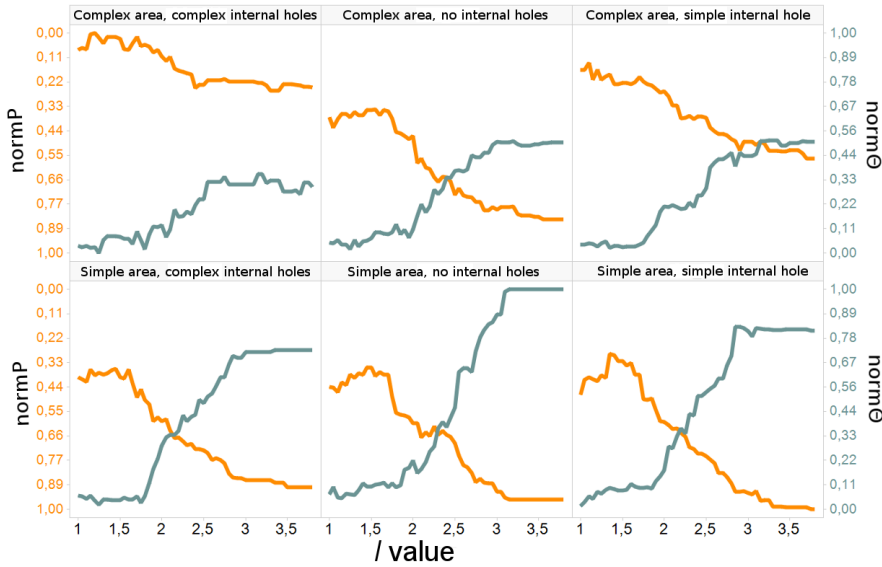 Complex area, complex internal holes
Complex area, no internal holes
Complex area, simple internal hole
0,00
0,11
0,22
0,33
0,44
0,55
0,66
0,77
0,89
1,00
normP
1,00
0,89
0,78
0,67
0,56
0,44
0,33
0,22
0,11
0,00
normΘ
Simple area, complex internal holes
Simple area, no internal holes
Simple area, simple internal hole
0,00
0,11
0,22
0,33
0,44
0,55
0,66
0,77
0,89
1,00
normP
1,00
0,89
0,78
0,67
0,56
0,44
0,33
0,22
0,11
0,00
normΘ
1 1,5 2 2,5 3 3,5
1 1,5 2 2,5 3 3,5
1 1,5 2 2,5 3 3,5
l value